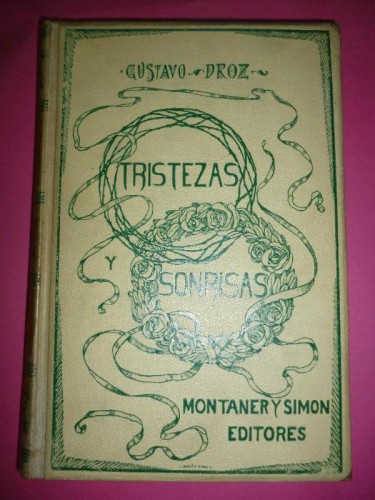 GUSTAVO DROZ
TRISTEZAS
Y
SONRISAS
MONTANER Y SIMON
EDITORES